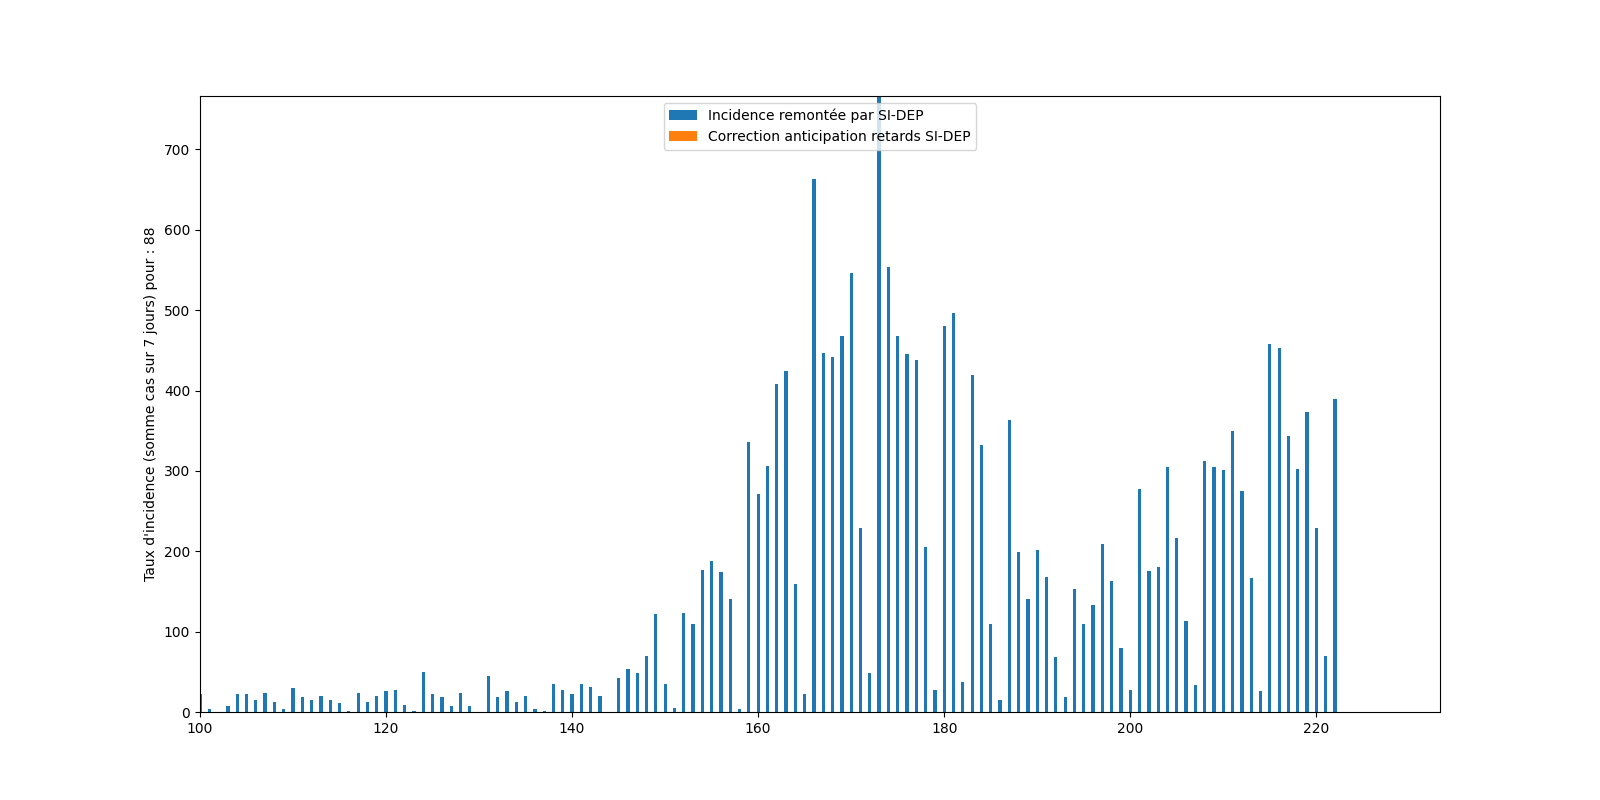 Incidence remontée par SI-DEP
Correction anticipation retards SI-DEP
Taux d'incidence (somme cas sur 7 jours) pour : 88
700
600
500
400
300
200
100
0
100 120 140 160 180 200 220